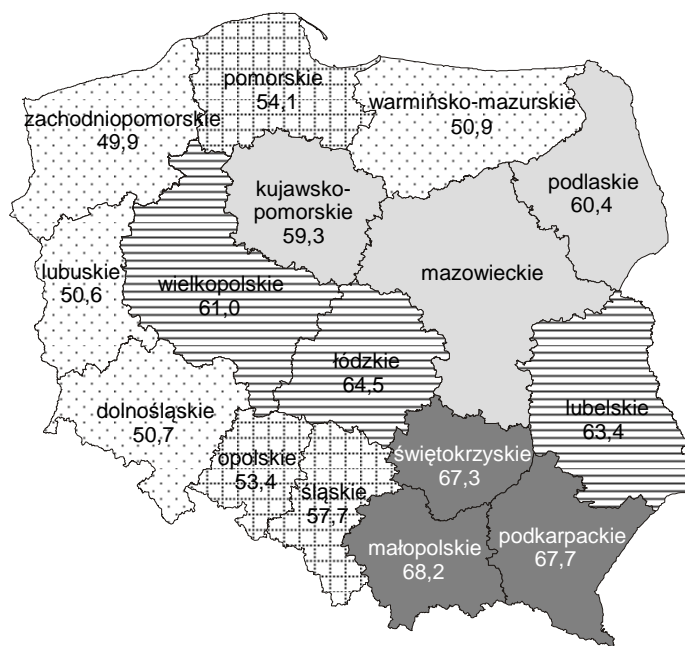 pomorskie
54,1
warmińsko-mazurskie
50,9
zachodniopomorskie
49,9
podlaskie
60,4
kujawsko-
pomorskie
59,3
mazowieckie
lubuskie
50,6
wielkopolskie
61,0
łódzkie
64,5
lubelskie
63,4
dolnośląskie
50,7
świętokrzyskie
67,3
opolskie
53,4
śląskie
57,7
podkarpackie
67,7
małopolskie
68,2